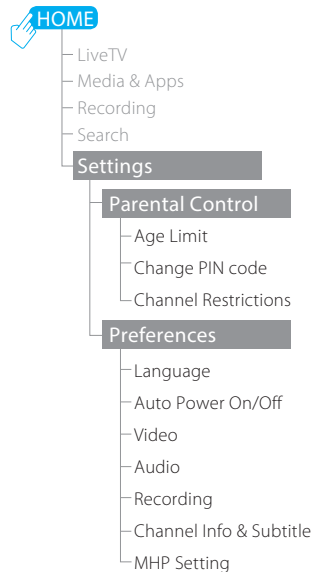 HOME
LiveTV
Media & Apps
Recording
Search
Settings
Parental Control
Age Limit
Change PIN code
Channel Restrictions
Preferences
Language
Auto Power On/Off
Video
Audio
Recording
Channel Info & Subtitle
MHP Setting